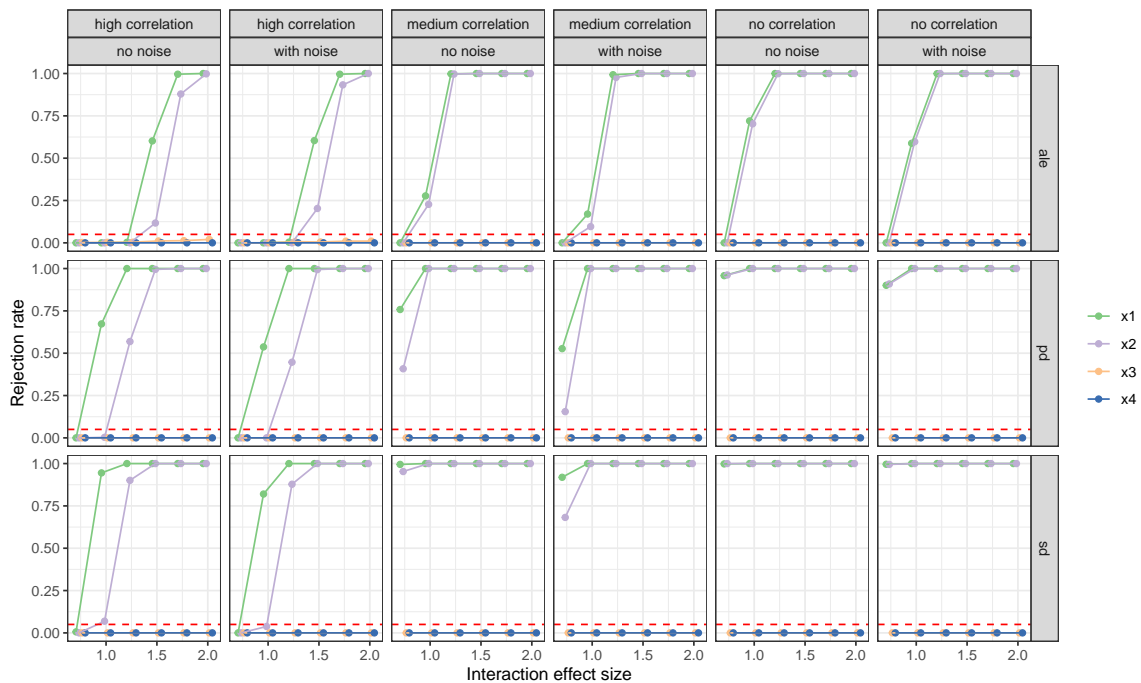 high correlation
high correlation
medium correlation
medium correlation
no correlation
no correlation
no noise
with noise
no noise
with noise
no noise
with noise
1.00
0.75
0.50
0.25
0.00
ale
1.00
0.75
0.50
0.25
0.00
pd
1.00
0.75
0.50
0.25
0.00
sd
Rejection rate
x1
x2
x3
x4
1.0 1.5 2.0
1.0 1.5 2.0
1.0 1.5 2.0
1.0 1.5 2.0
1.0 1.5 2.0
1.0 1.5 2.0
Interaction effect size